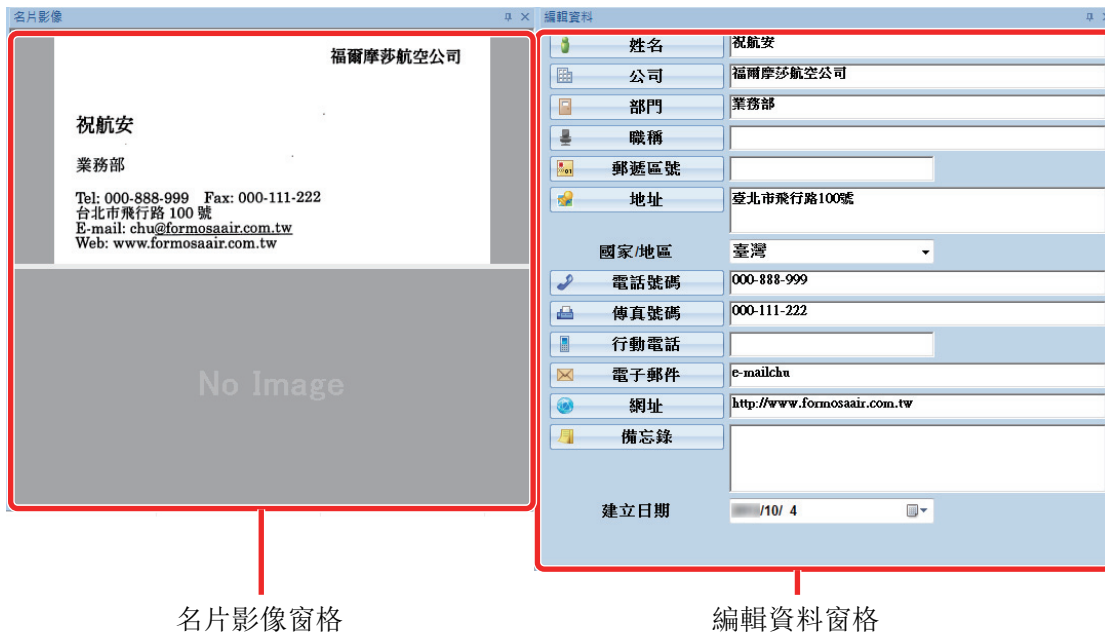 名片影像
福爾摩莎航空公司
祝航安
業務部
Tel: 000-888-999 Fax: 000-111-222
台北市飛行路 100 號
E-mail: chu@formosaair.com.tw
Web: www.formosaair.com.tw
No Image
編輯資料
姓名 祝航安
公司 福爾摩莎航空公司
部門 業務部
職稱
郵遞區號
地址 臺北市飛行路100號
國家/地區 臺灣
電話號碼 000-888-999
傳真號碼 000-111-222
行動電話
電子郵件 e-mailchu
網址 http://www.formosaair.com.tw
備忘錄
建立日期 /10/ 4
名片影像窗格
編輯資料窗格